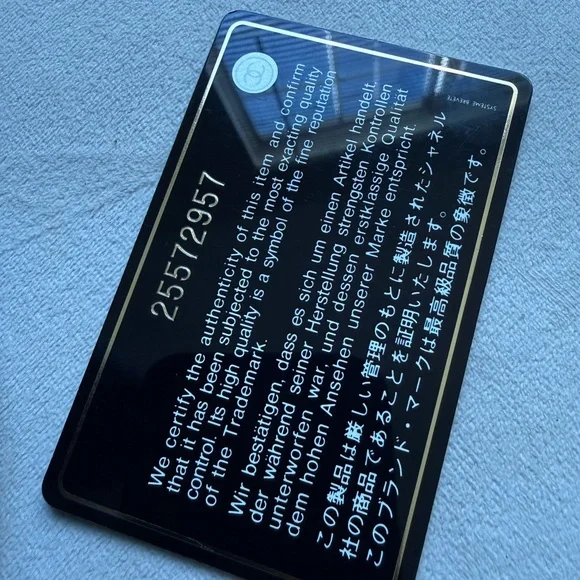 SYSTEME BREVETE
25572957
We certify the authenticity of this item and confirm
that it has been subjected to the most exacting quality
control. Its high quality is a symbol of the fine reputation
of the Trademark.
Wir bestätigen, dass es sich um einen Artikel handelt,
der während seiner Herstellung strengsten Kontrollen
unterworfen war, und dessen erstklassige Qualität
dem hohen Ansehen unserer Marke entspricht.
この製品は厳しい管理のもとに製造されたシャネル
社の商品であることを証明いたします。
このブランド・マークは最高級品質の象徴です。